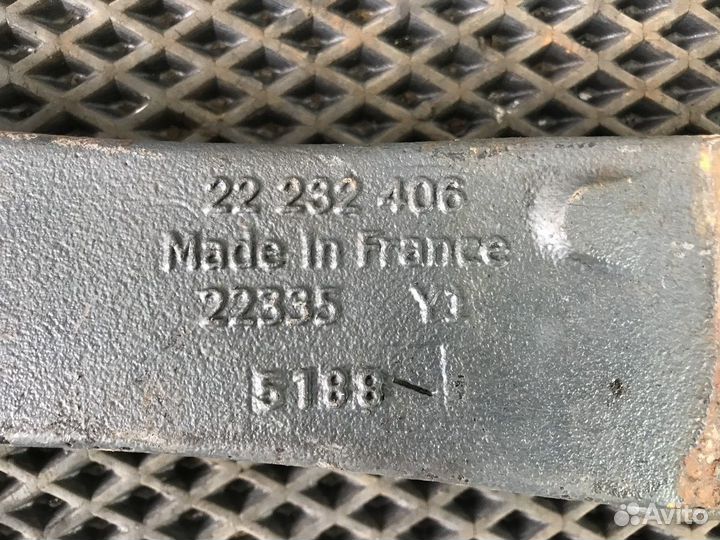 22 232 406
Made In France
22335 Y1
5188
Avito